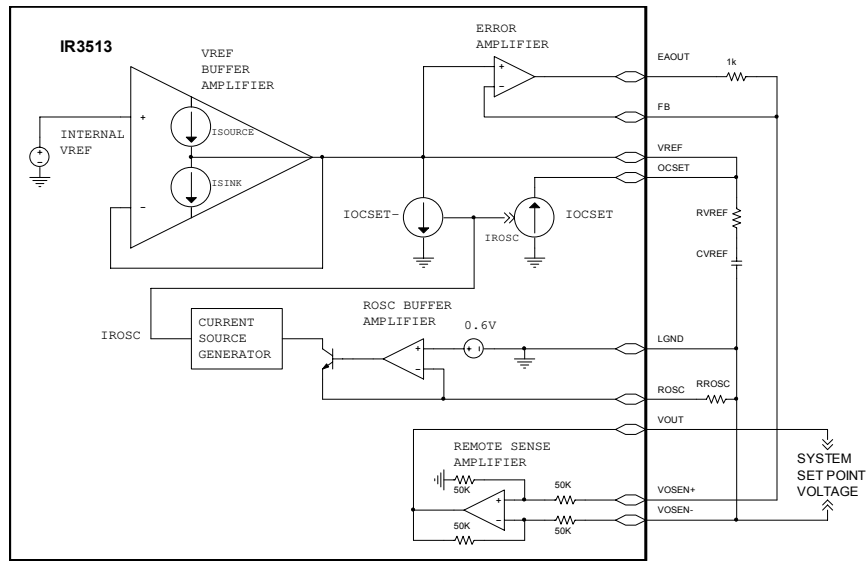 IR3513
VREF
BUFFER
AMPLIFIER
ERROR
AMPLIFIER
EAOUT
1k
+
-
FB
+
ISOURCE
INTERNAL
VREF
+
-
VREF
OCSET
ISINK
-
IOCSET-
IROSC
IOCSET
RVREF
CVREF
IROSC
CURRENT
SOURCE
GENERATOR
ROSC BUFFER
AMPLIFIER
0.6V
+
-
+ -
LGND
ROSC
RROSC
VOUT
REMOTE SENSE
AMPLIFIER
SYSTEM
SET POINT
VOLTAGE
50K
50K
+
-
VOSEN+
50K
50K
VOSEN-